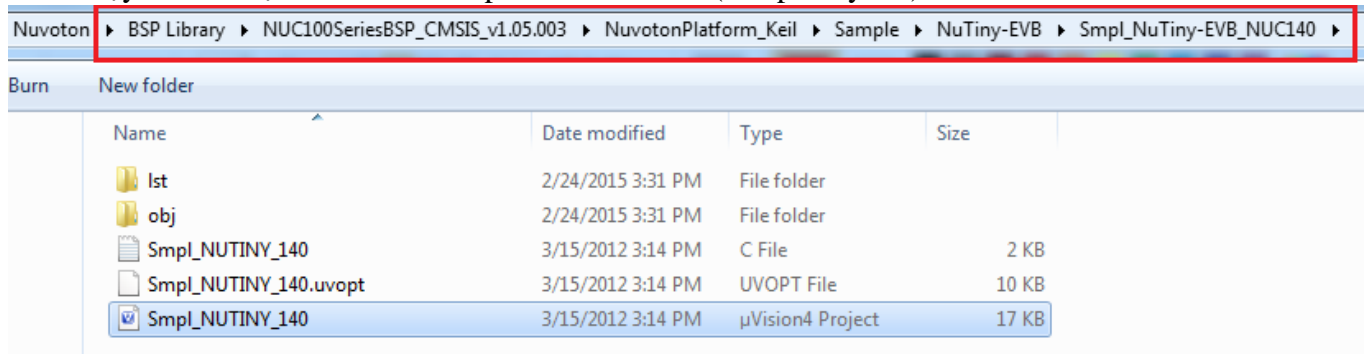 Nuvoton ▸ BSP Library ▸ NUC100SeriesBSP_CMSIS_v1.05.003 ▸ NuvotonPlatform_Keil ▸ Sample ▸ NuTiny-EVB ▸ Smpl_NuTiny-EVB_NUC140 ▸
Burn New folder
Name Date modified Type Size
lst 2/24/2015 3:31 PM File folder
obj 2/24/2015 3:31 PM File folder
Smpl_NUTINY_140 3/15/2012 3:14 PM C File 2 KB
Smpl_NUTINY_140.uvopt 3/15/2012 3:14 PM UVOPT File 10 KB
Smpl_NUTINY_140 3/15/2012 3:14 PM µVision4 Project 17 KB